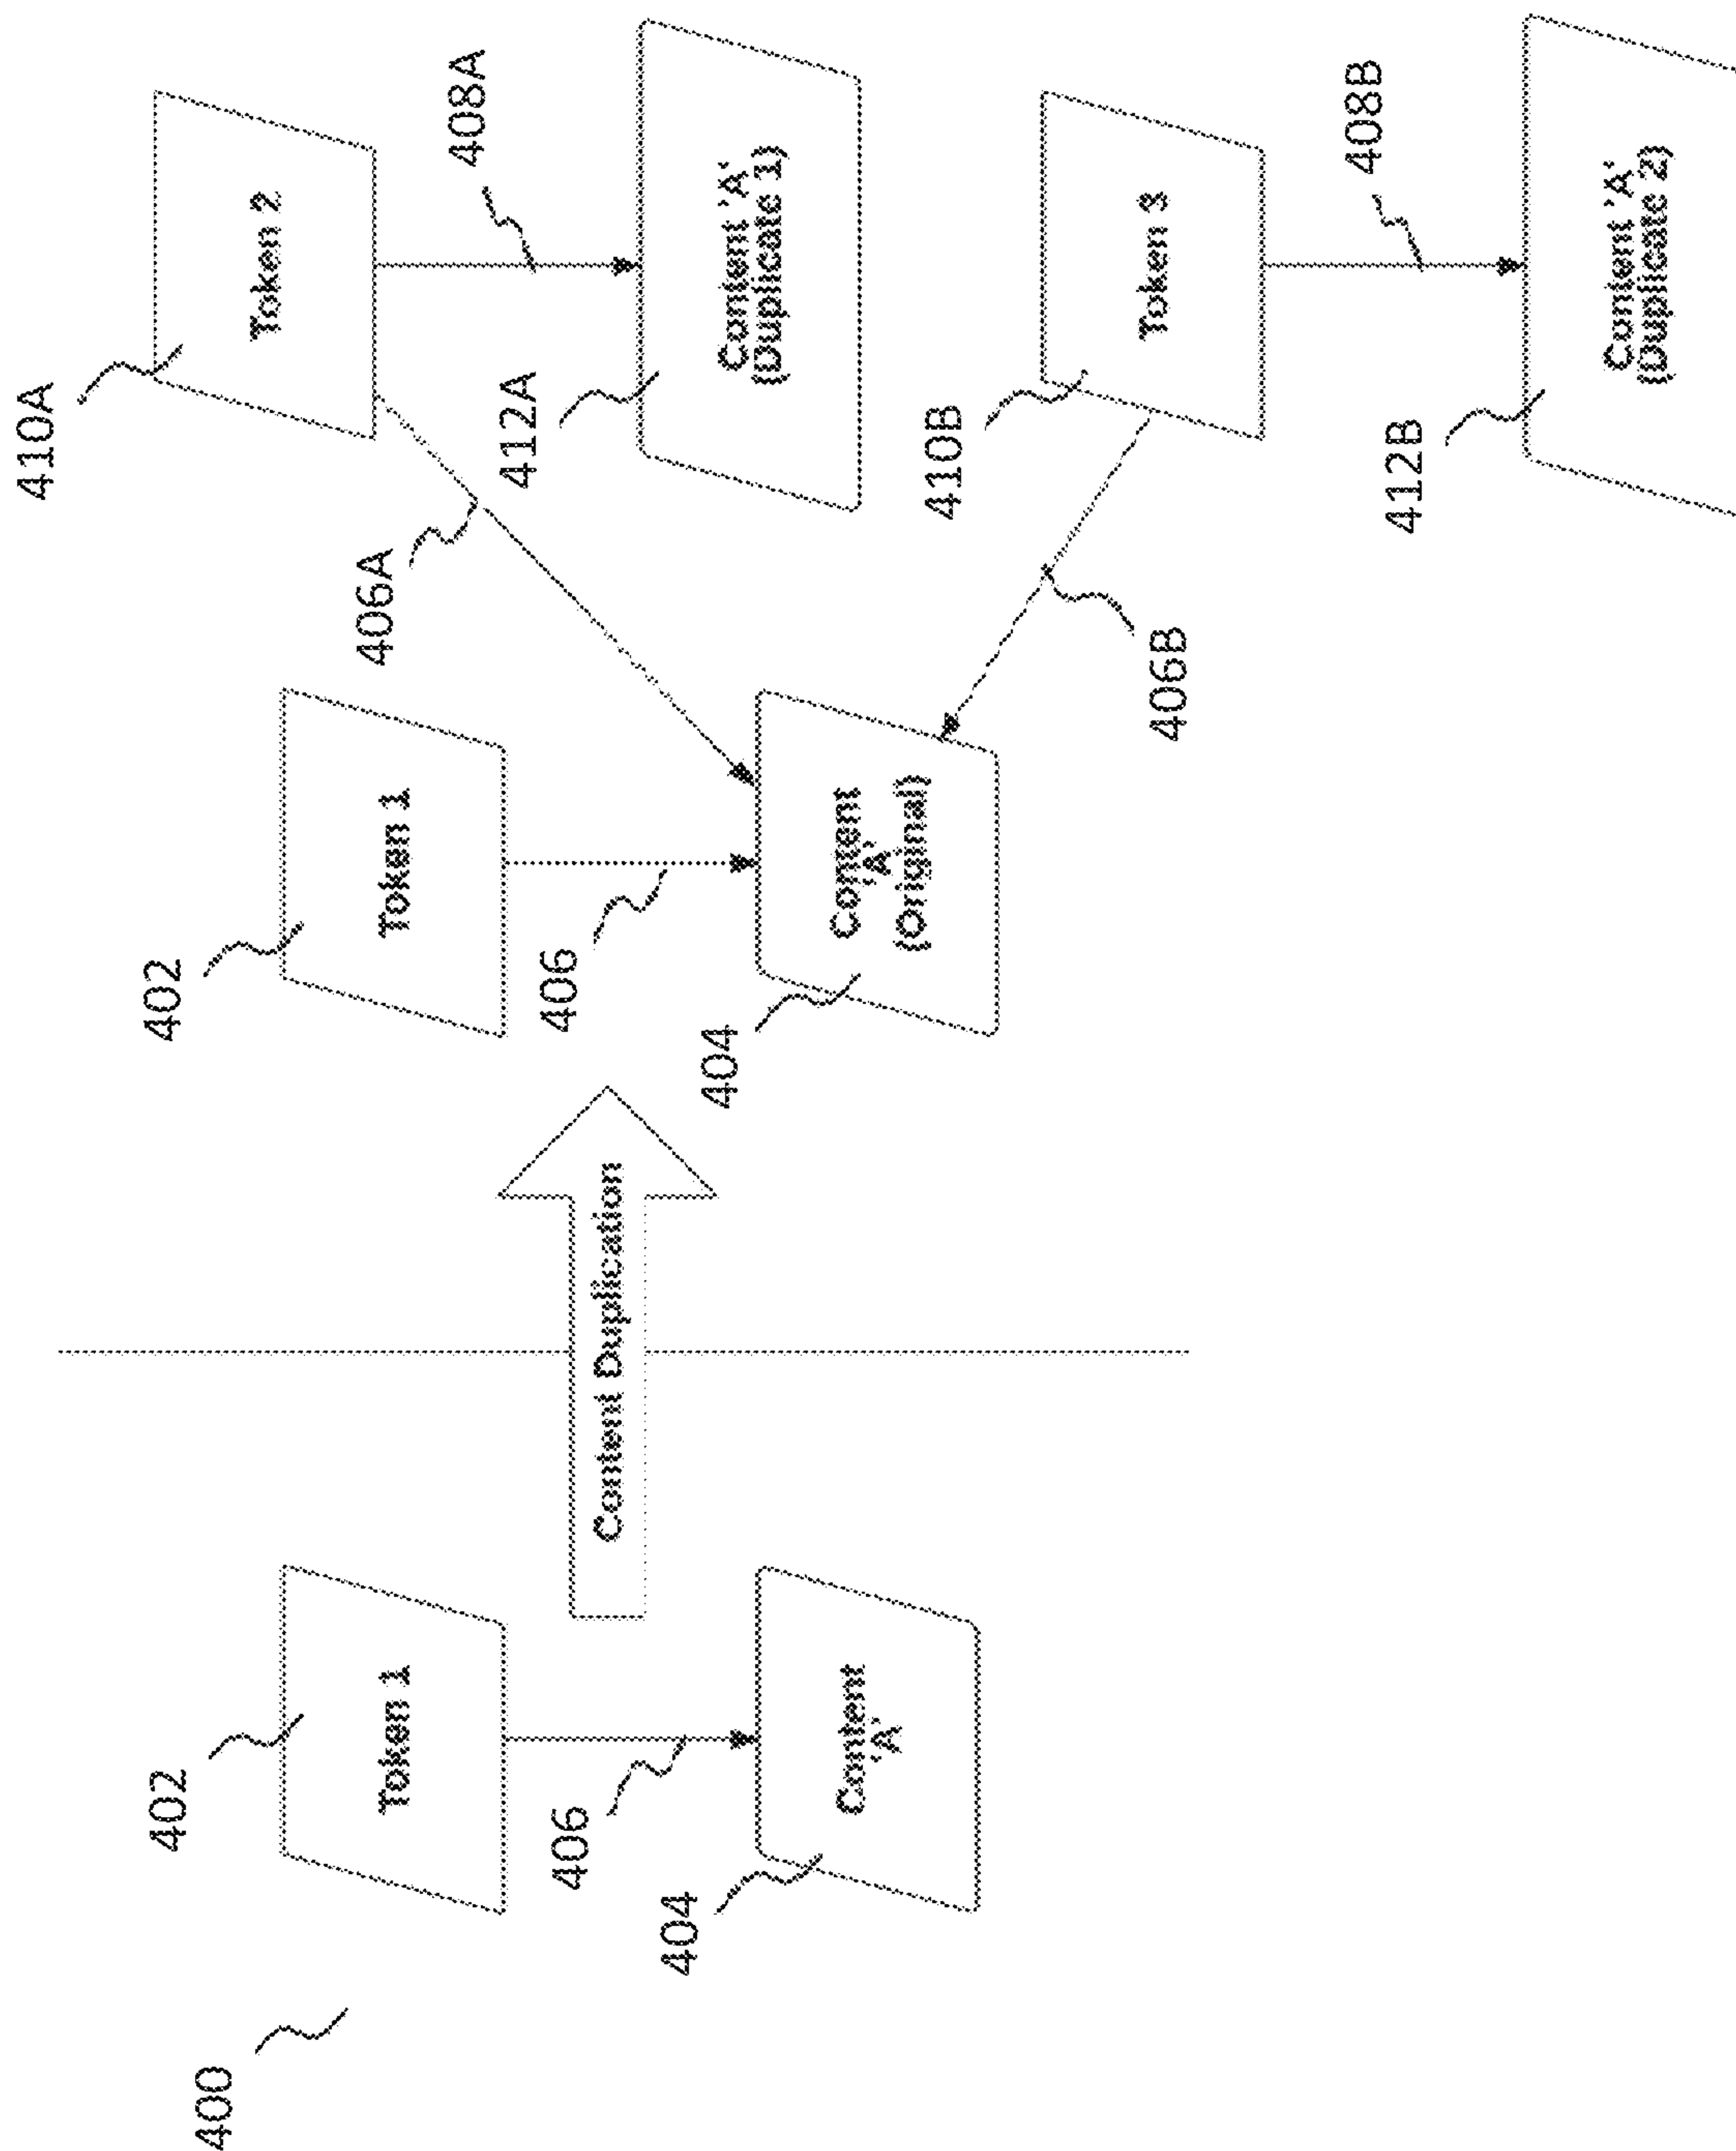 400
402
Token 1
406
404
Content
'A'
Content Duplication
402
Token 1
406
404
Content
'A'
(Original)
410A
Token 2
406A
408A
412A
Content 'A'
(Duplicate 1)
410B
Token 3
406B
408B
412B
Content 'A'
(Duplicate 2)